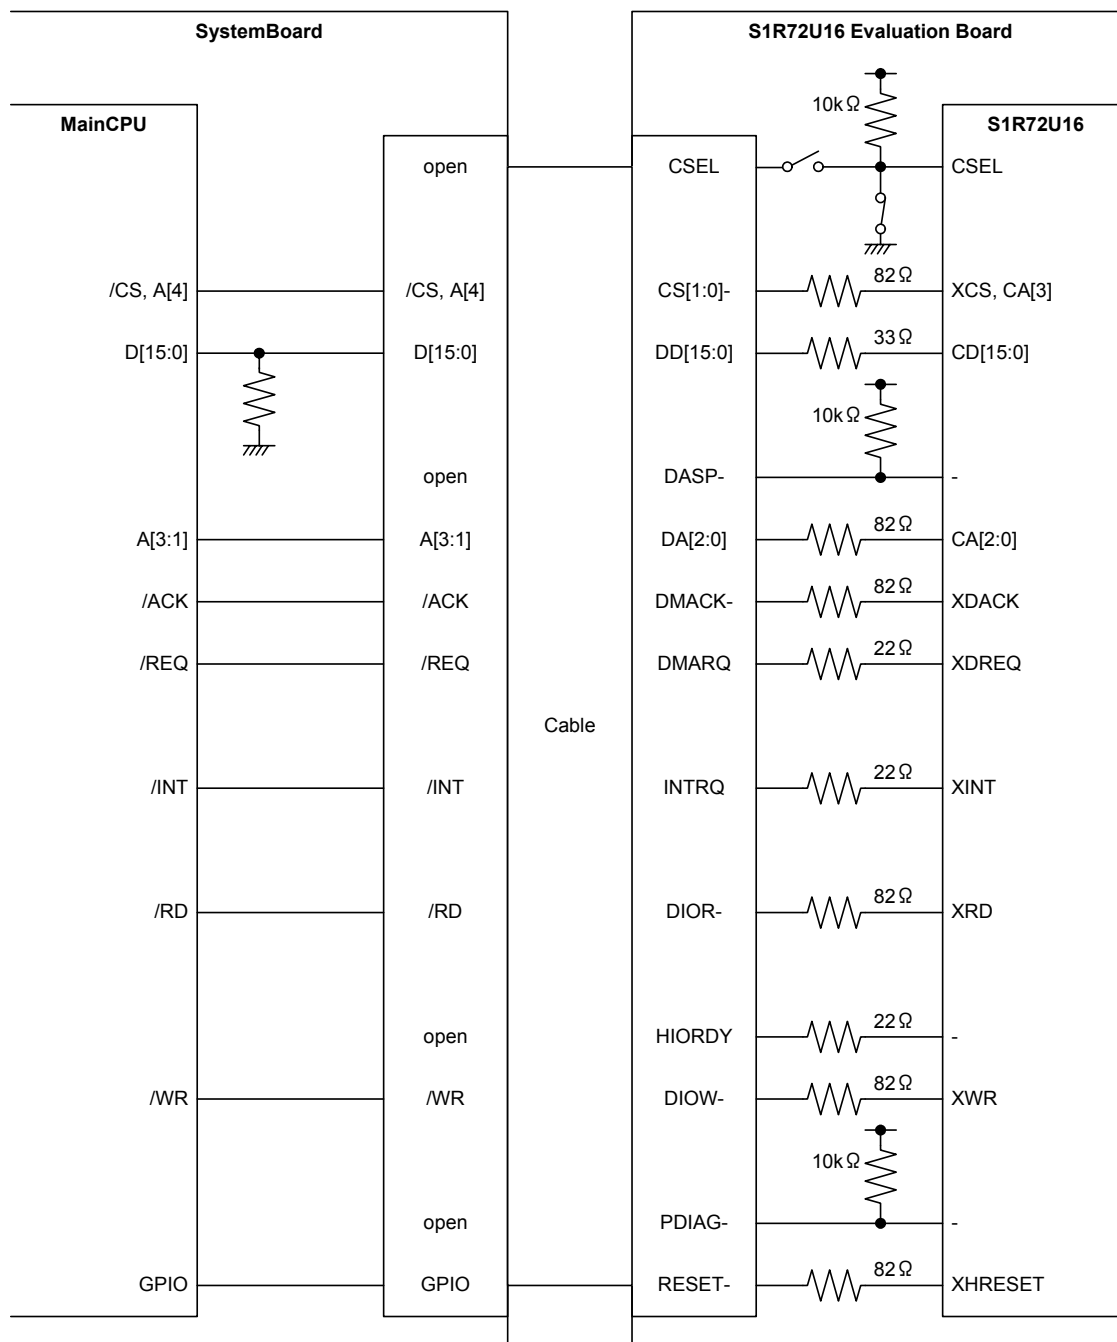 SystemBoard
S1R72U16 Evaluation Board
MainCPU
10kΩ
S1R72U16
open
CSEL
CSEL
/CS, A[4]
/CS, A[4]
CS[1:0]-
82Ω
XCS, CA[3]
D[15:0]
D[15:0]
DD[15:0]
33Ω
CD[15:0]
10kΩ
open
DASP-
-
A[3:1]
A[3:1]
DA[2:0]
82Ω
CA[2:0]
/ACK
/ACK
DMACK-
82Ω
XDACK
/REQ
/REQ
DMARQ
22Ω
XDREQ
Cable
/INT
/INT
INTRQ
22Ω
XINT
/RD
/RD
DIOR-
82Ω
XRD
open
HIORDY
22Ω
-
/WR
/WR
DIOW-
82Ω
XWR
10kΩ
open
PDIAG-
-
GPIO
GPIO
RESET-
82Ω
XHRESET